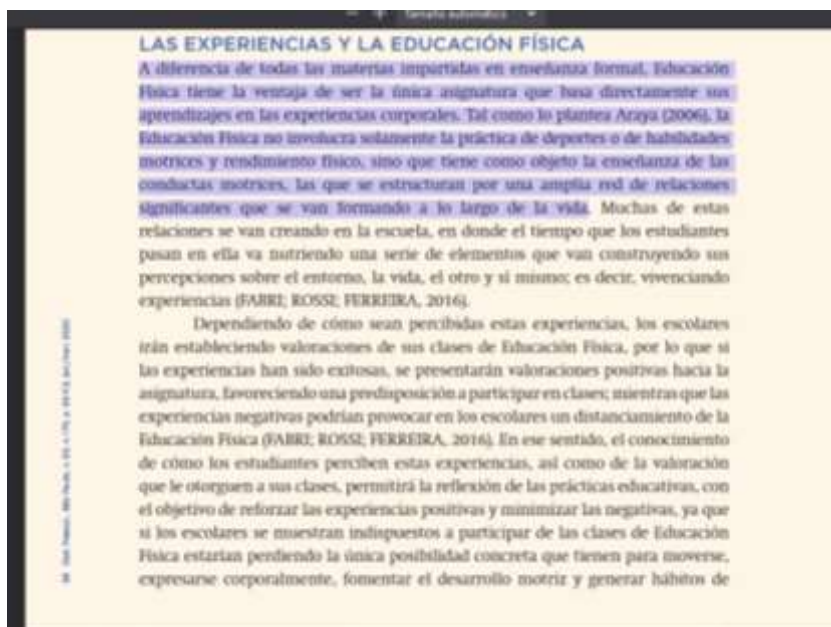 Tamaño automático
LAS EXPERIENCIAS Y LA EDUCACIÓN FÍSICA
A diferencia de todas las materias impartidas en enseñanza formal, Educación
Física tiene la ventaja de ser la única asignatura que basa directamente sus
aprendizajes en las experiencias corporales. Tal como lo plantea Araya (2006), la
Educación Física no involucra solamente la práctica de deportes o de habilidades
motrices y rendimiento físico, sino que tiene como objeto la enseñanza de las
conductas motrices, las que se estructuran por una amplia red de relaciones
significantes que se van formando a lo largo de la vida. Muchas de estas
relaciones se van creando en la escuela, en donde el tiempo que los estudiantes
pasan en ella va nutriendo una serie de elementos que van construyendo sus
percepciones sobre el entorno, la vida, el otro y sí mismo; es decir, vivenciando
experiencias (FABRI; ROSSI; FERREIRA, 2016).
Dependiendo de cómo sean percibidas estas experiencias, los escolares
irán estableciendo valoraciones de sus clases de Educación Física, por lo que si
las experiencias han sido exitosas, se presentarán valoraciones positivas hacia la
asignatura, favoreciendo una predisposición a participar en clases; mientras que las
experiencias negativas podrían provocar en los escolares un distanciamiento de la
Educación Física (FABRI; ROSSI; FERREIRA, 2016). En ese sentido, el conocimiento
de cómo los estudiantes perciben estas experiencias, así como de la valoración
que le otorguen a sus clases, permitirá la reflexión de las prácticas educativas, con
el objetivo de reforzar las experiencias positivas y minimizar las negativas, ya que
si los escolares se muestran indispuestos a participar de las clases de Educación
Física estarían perdiendo la única posibilidad concreta que tienen para moverse,
expresarse corporalmente, fomentar el desarrollo motriz y generar hábitos de